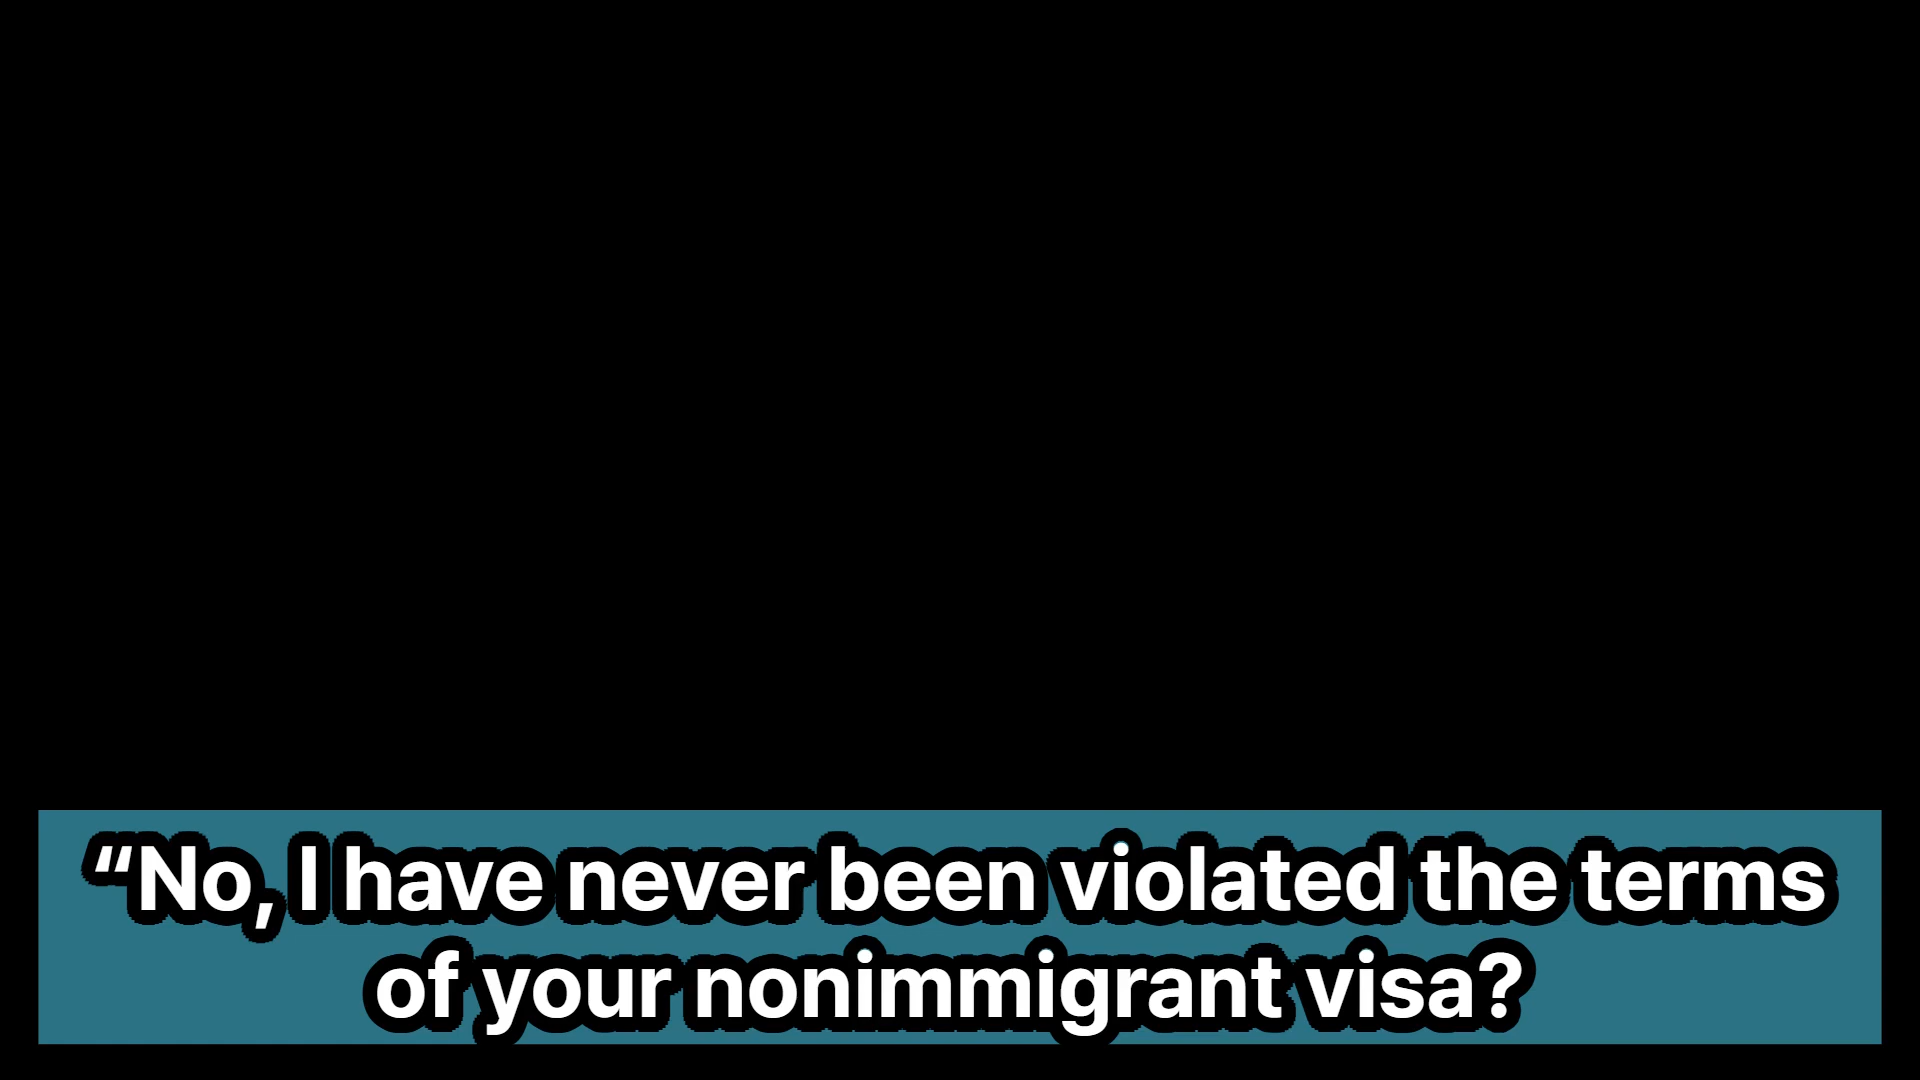 “No, I have never been violated the terms
of your nonimmigrant visa?